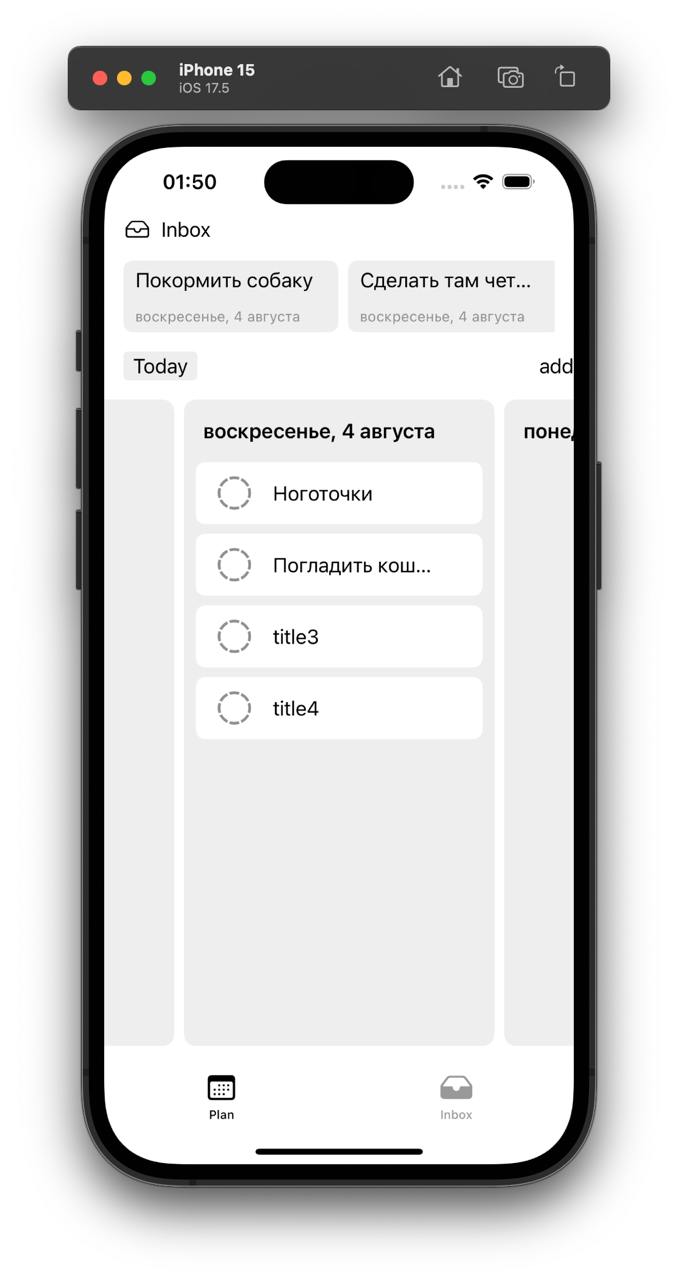 iPhone 15
iOS 17.5
01:50
Inbox
Покормить собаку
Сделать там чет...
воскресенье, 4 августа
воскресенье, 4 августа
Today
add
воскресенье, 4 августа
понед
Ноготочки
Погладить кош...
title3
title4
Plan
Inbox